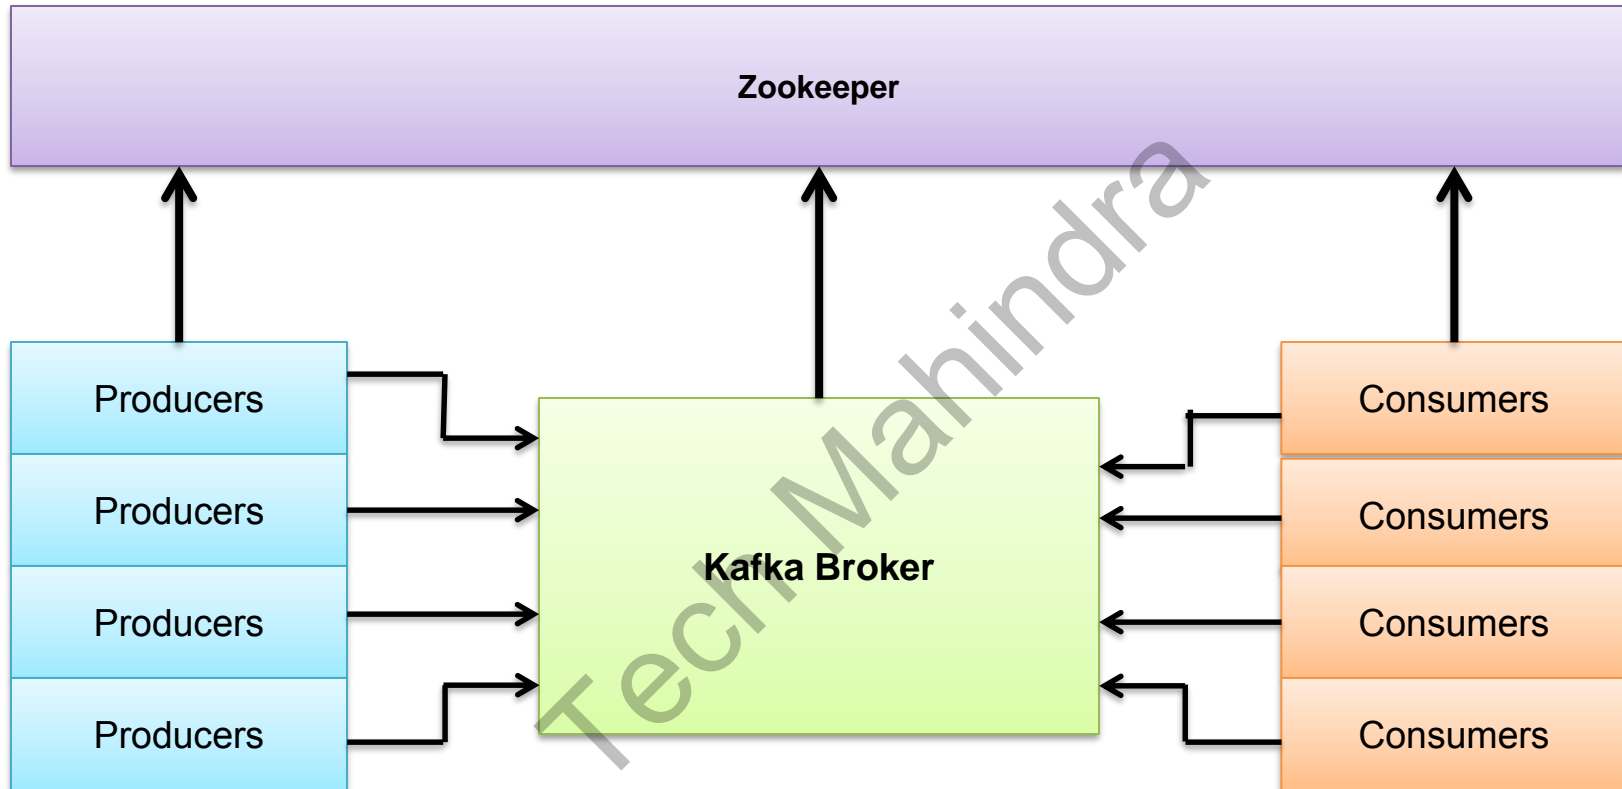 Zookeeper
Producers
Producers
Producers
Producers
Kafka Broker
Consumers
Consumers
Consumers
Consumers
Tech Mahindra